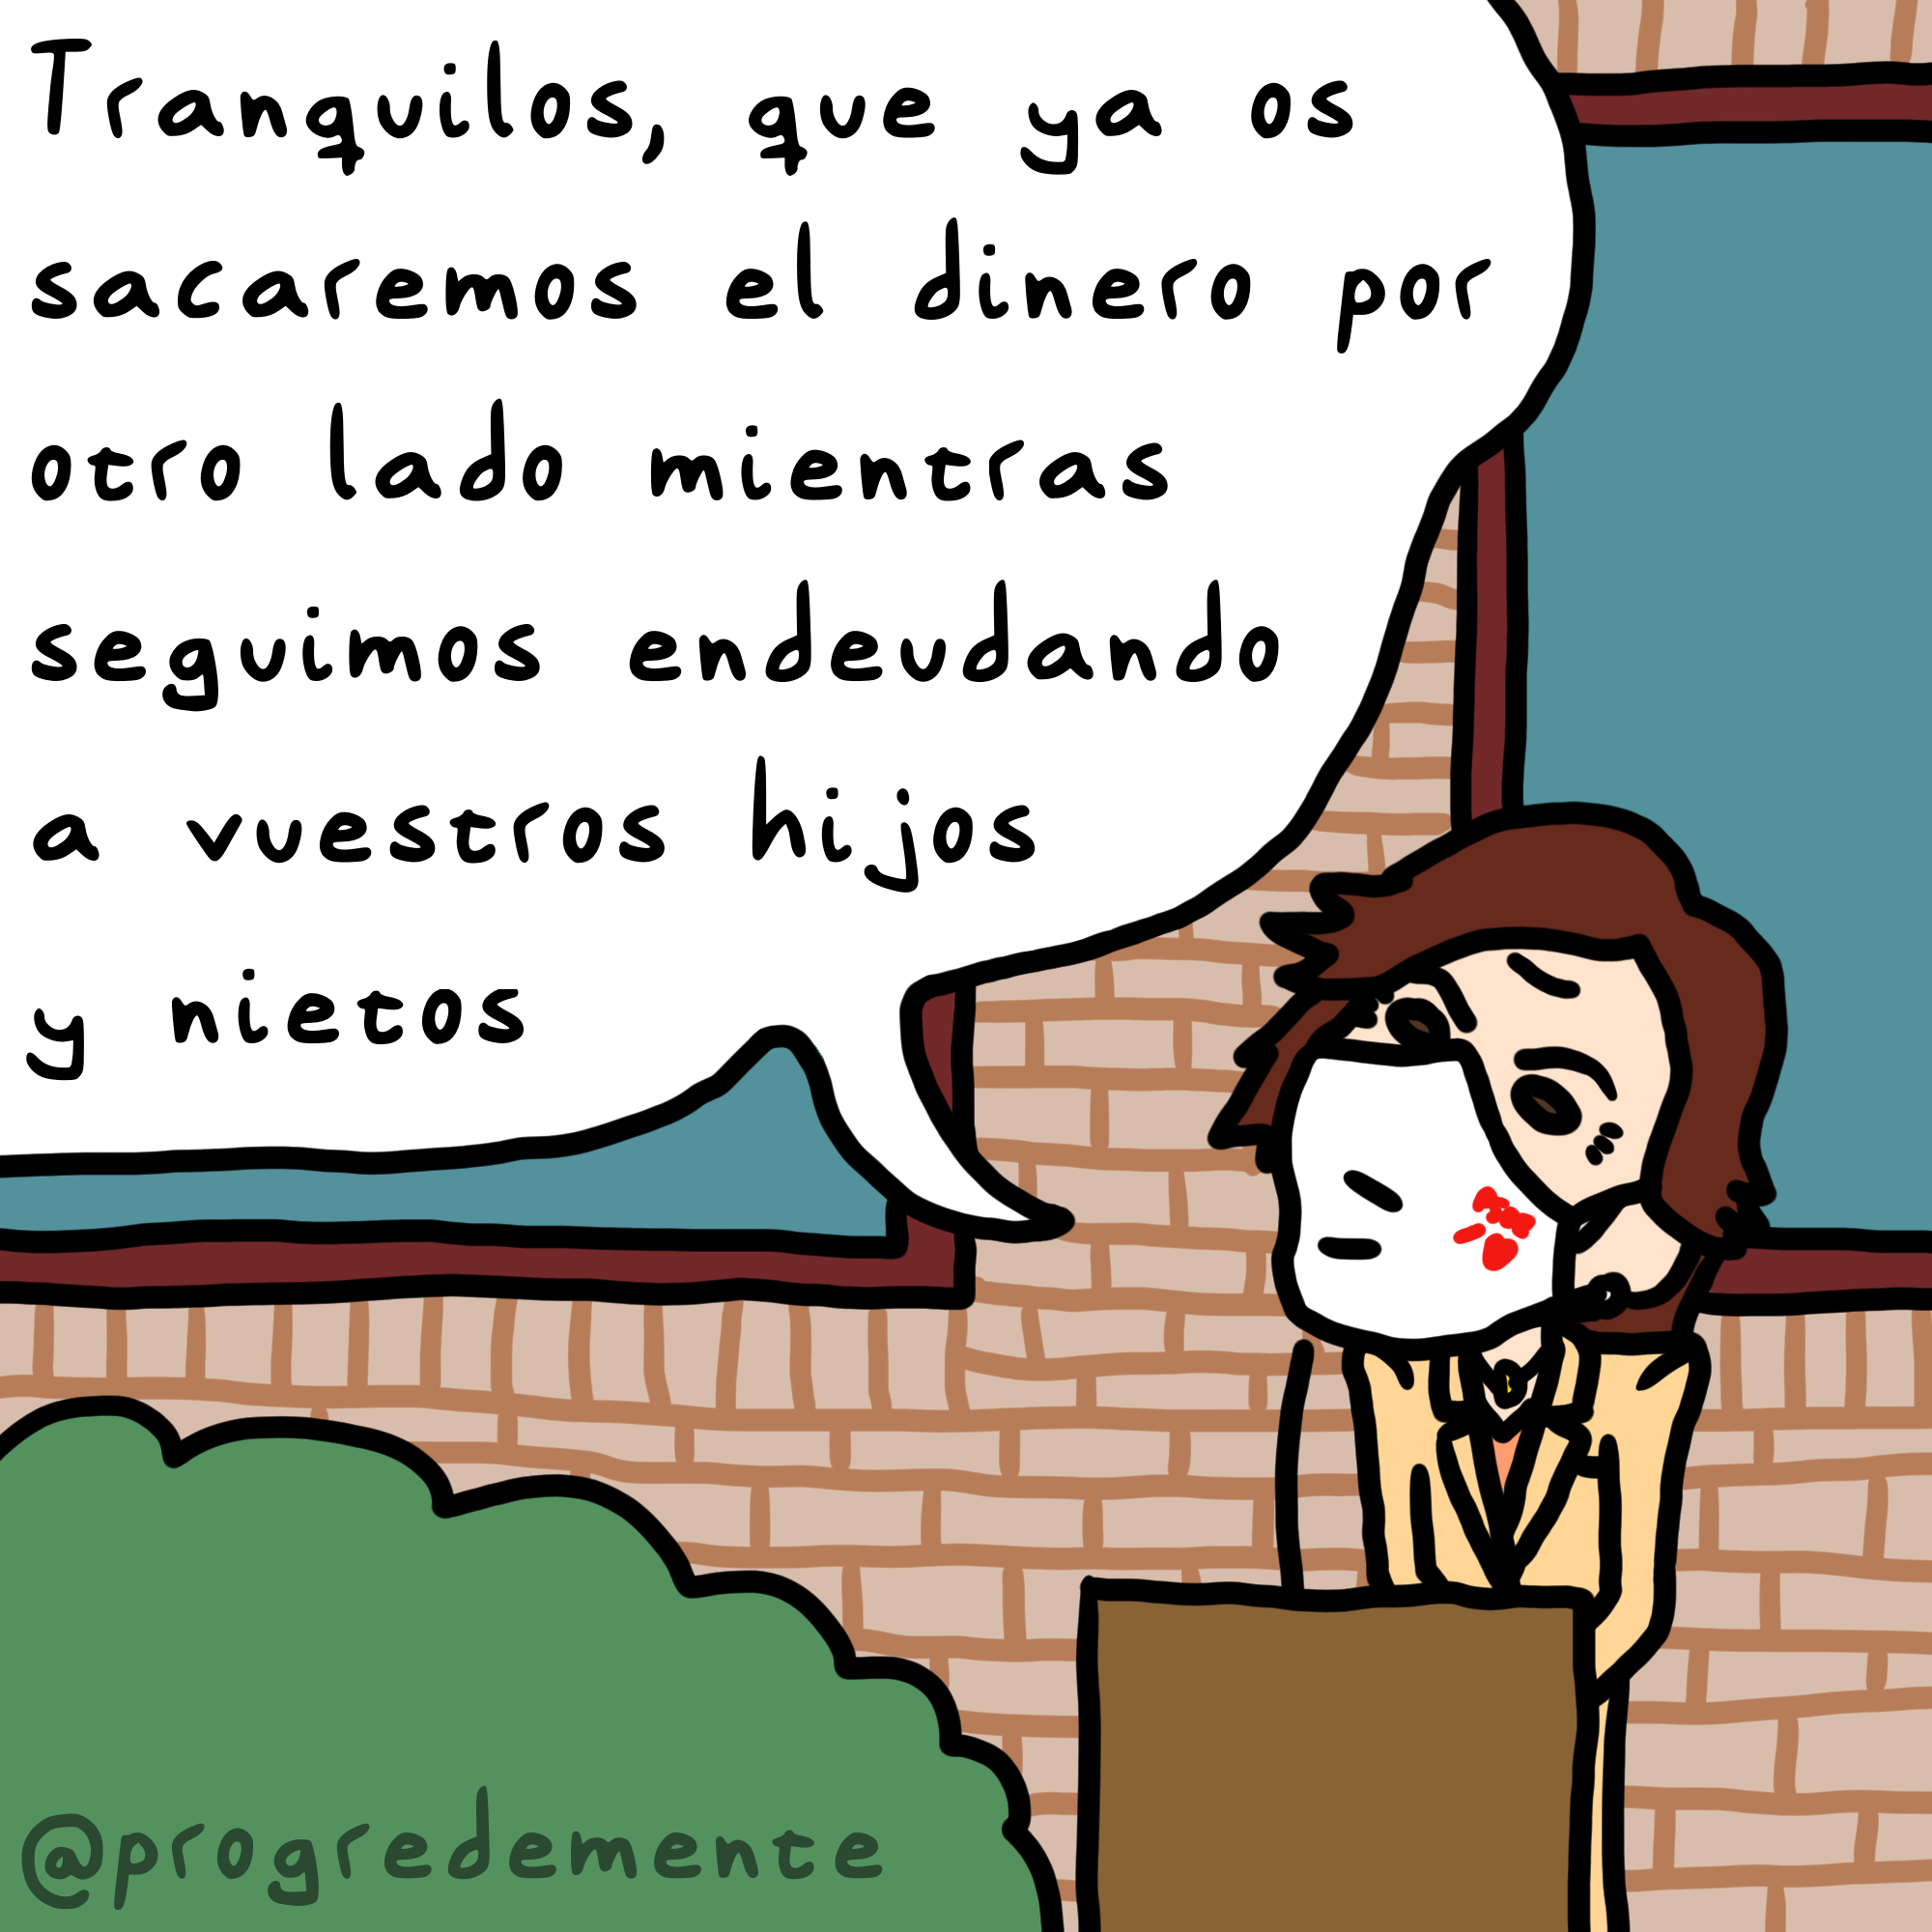 Tranquilos, que ya os
sacaremos el dinero por
otro lado mientras
seguimos endeudando
a vuestros hijos
y nietos
@progredemente